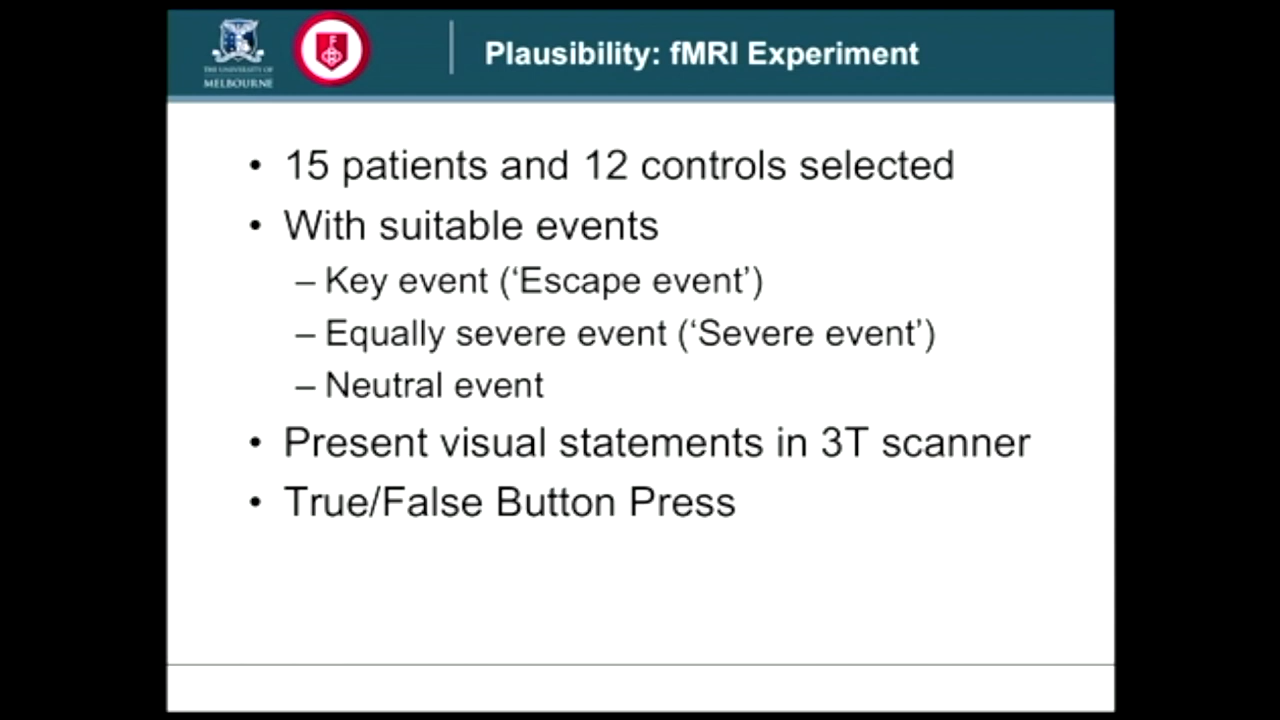 THE UNIVERSITY OF
MELBOURNE
Plausibility: fMRI Experiment
• 15 patients and 12 controls selected
• With suitable events
– Key event (‘Escape event’)
– Equally severe event (‘Severe event’)
– Neutral event
• Present visual statements in 3T scanner
• True/False Button Press